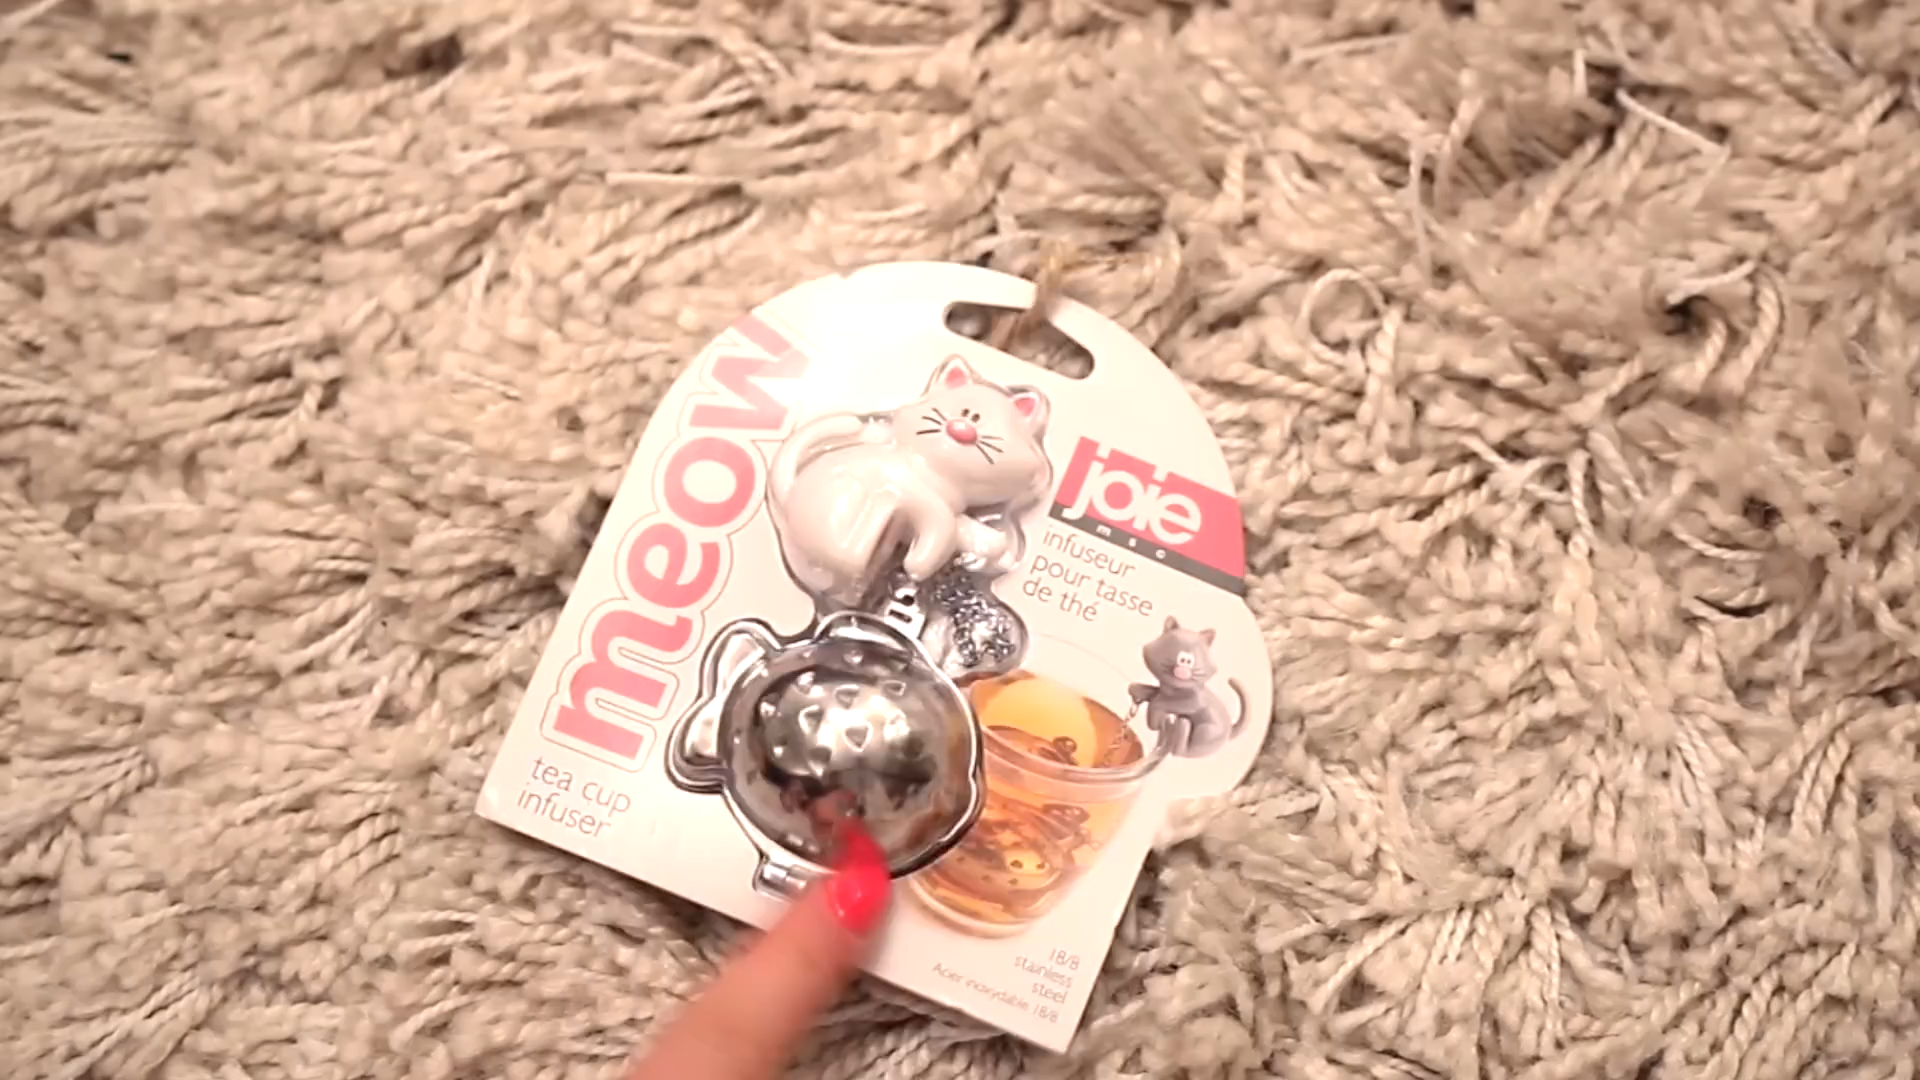 meow
joie
msc
infuseur
pour tasse
de thé
tea cup
infuser
18/8
stainless
steel
Acier inoxydable 18/8